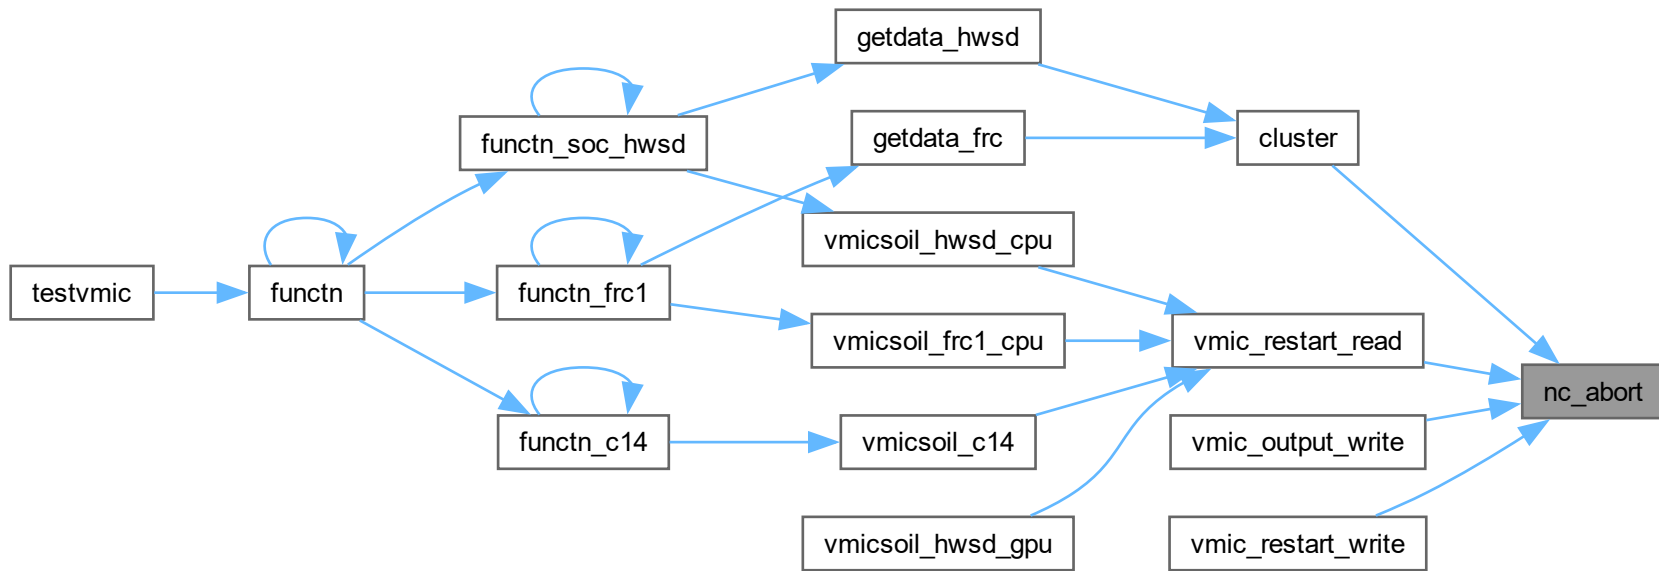 getdata_hwsd
functn_soc_hwsd
getdata_frc
cluster
vmicsoil_hwsd_cpu
testvmic
functn
functn_frc1
vmicsoil_frc1_cpu
vmic_restart_read
nc_abort
functn_c14
vmicsoil_c14
vmic_output_write
vmicsoil_hwsd_gpu
vmic_restart_write